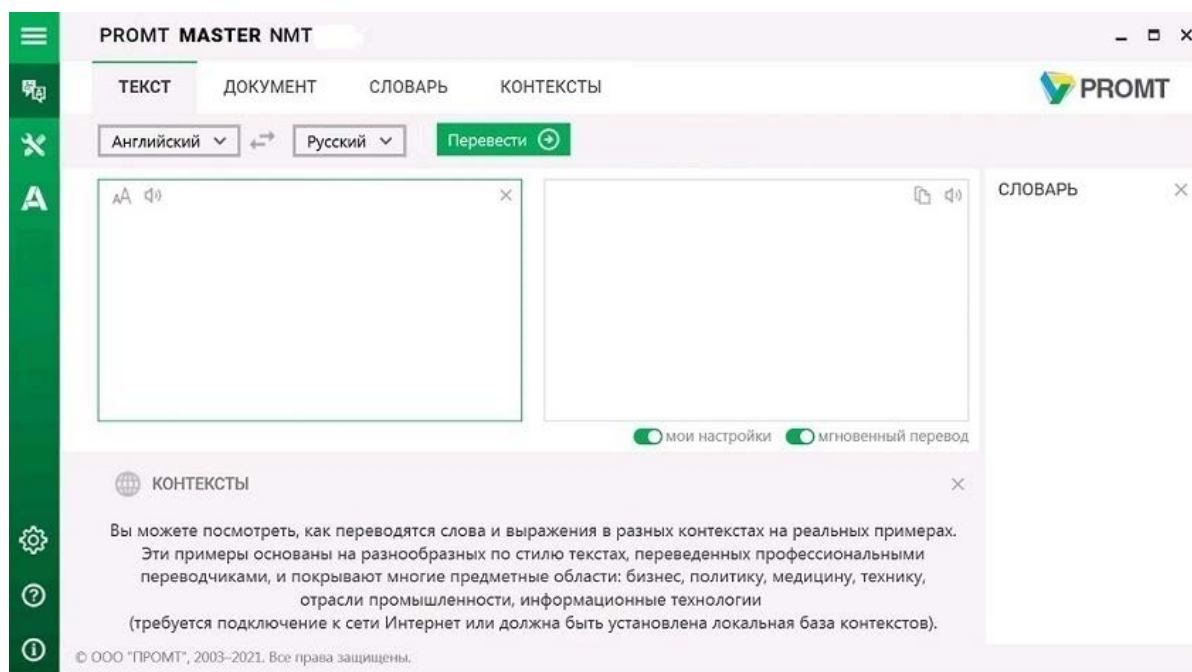 PROMT MASTER NMT
ТЕКСТ ДОКУМЕНТ СЛОВАРЬ КОНТЕКСТЫ
PROMT
Английский Русский Перевести
СЛОВАРЬ
мои настройки мгновенный перевод
КОНТЕКСТЫ
Вы можете посмотреть, как переводятся слова и выражения в разных контекстах на реальных примерах.
Эти примеры основаны на разнообразных по стилю текстах, переведенных профессиональными
переводчиками, и покрывают многие предметные области: бизнес, политику, медицину, технику,
отрасли промышленности, информационные технологии
(требуется подключение к сети Интернет или должна быть установлена локальная база контекстов).
© ООО "ПРОМТ", 2003–2021. Все права защищены.